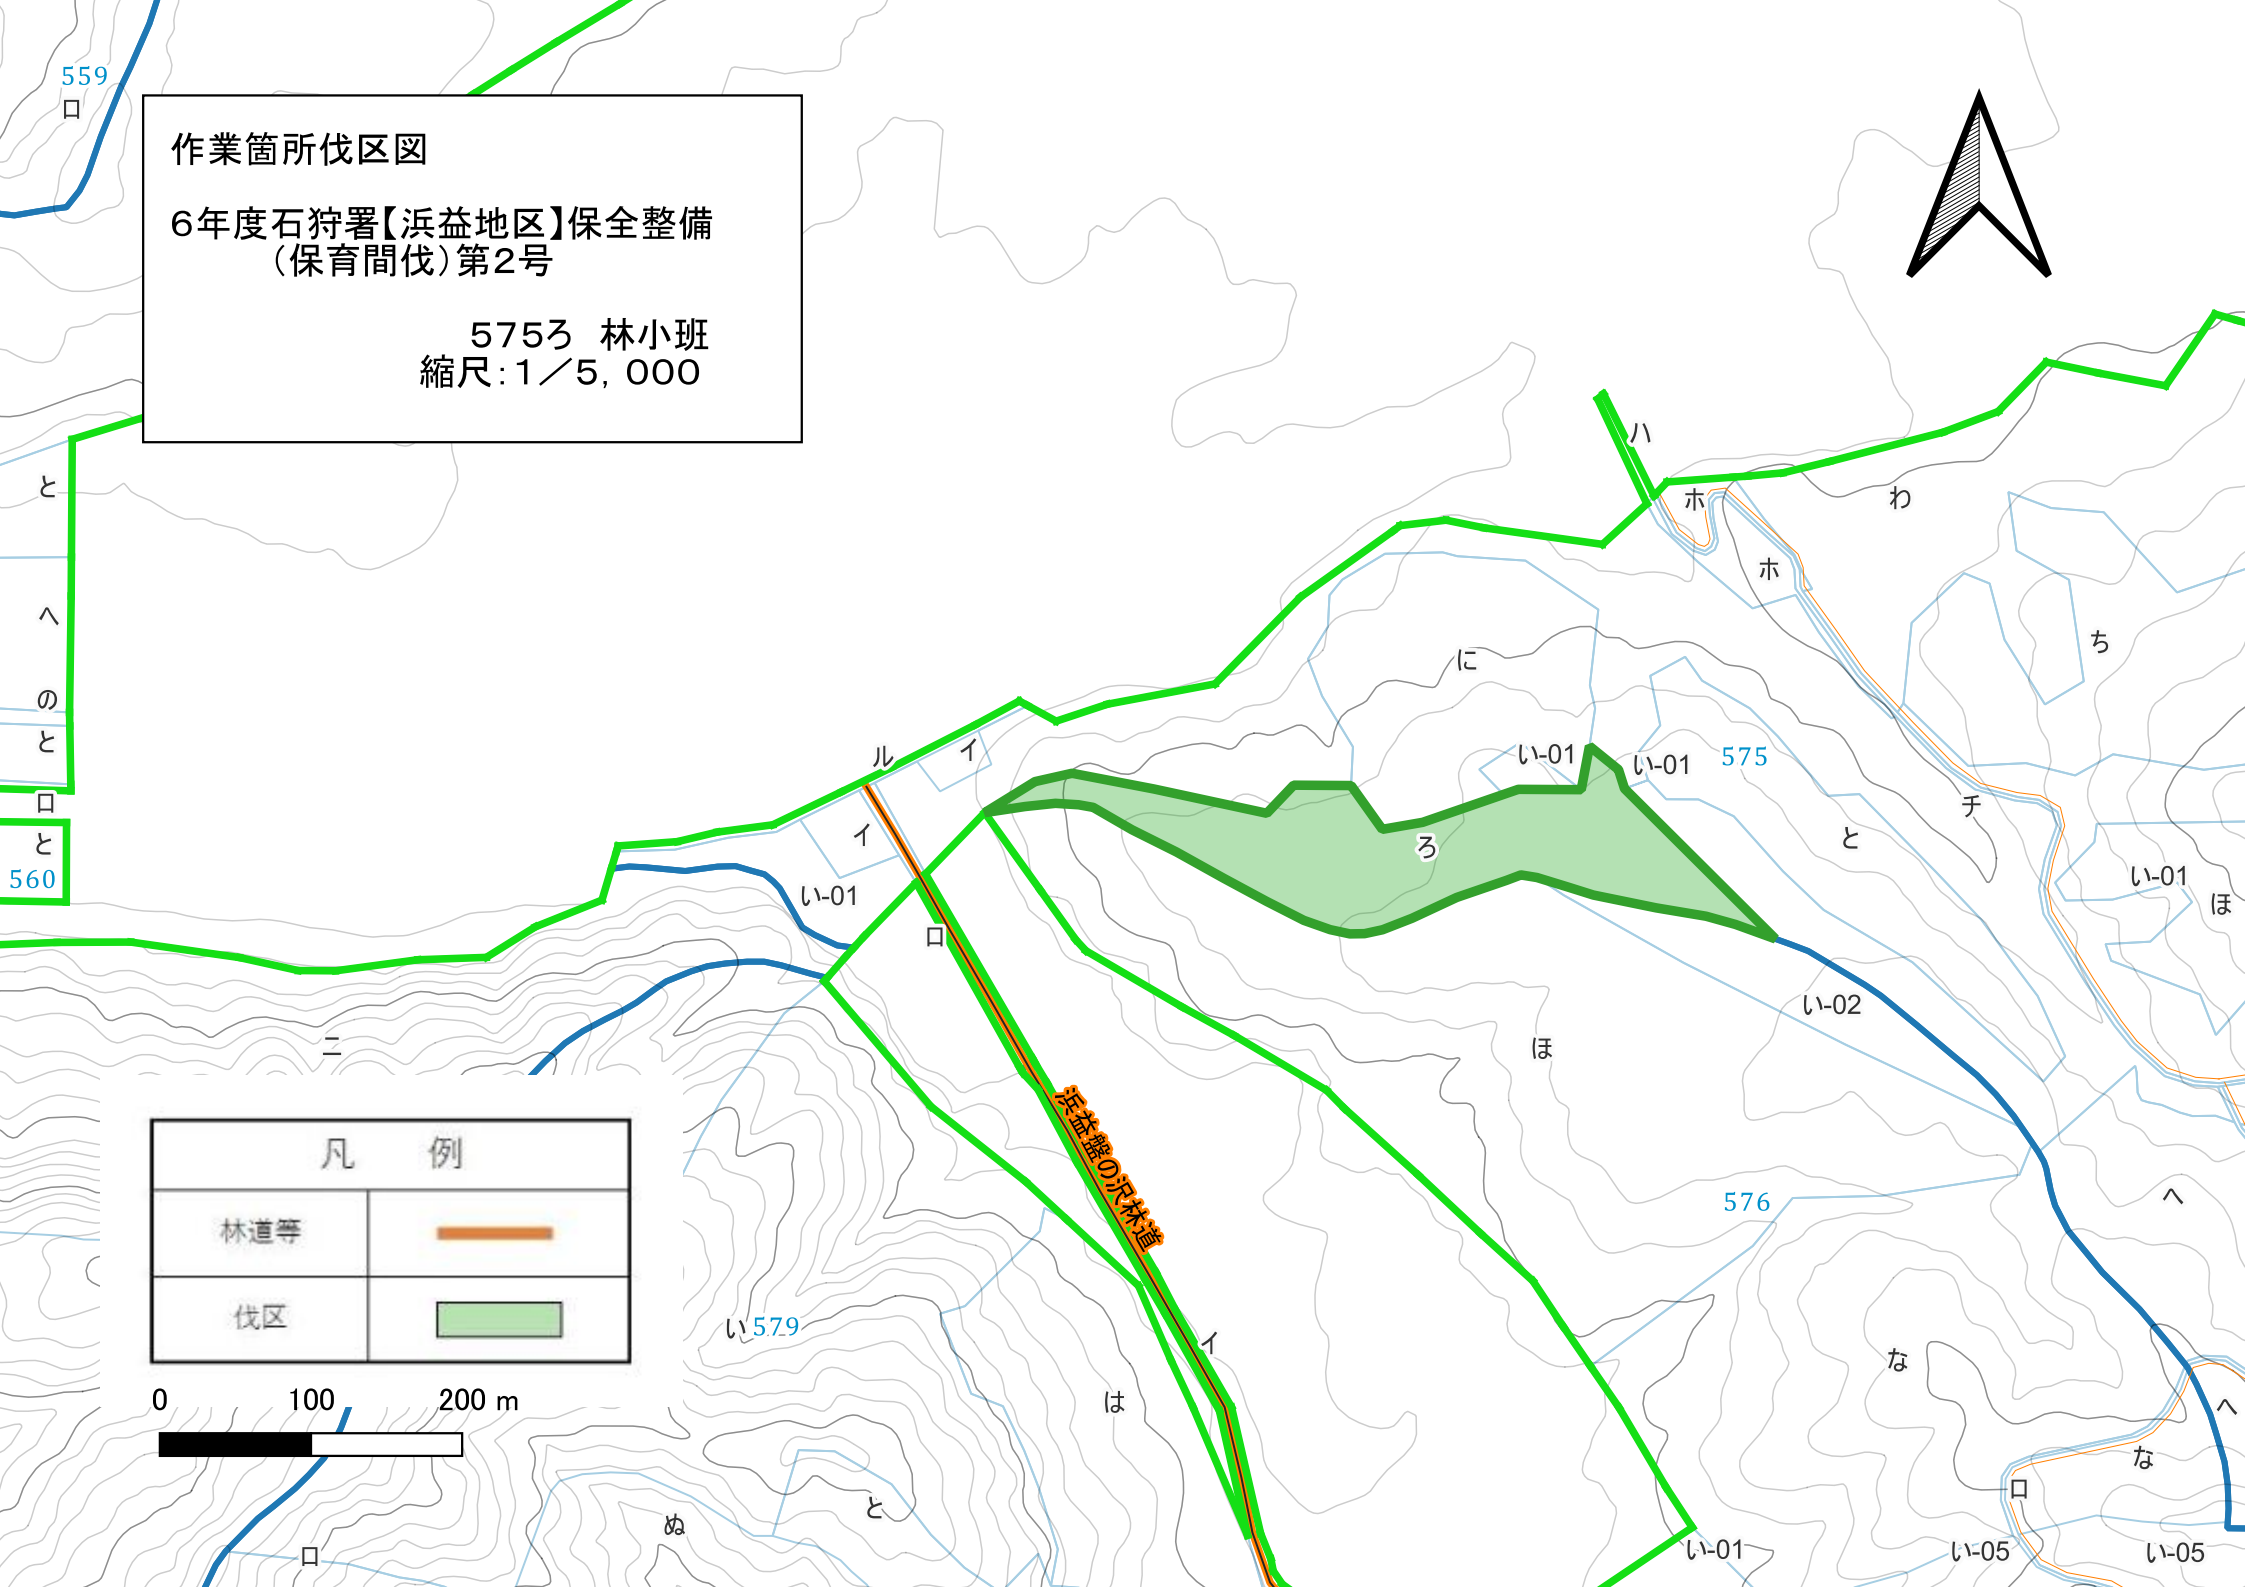 559
ロ
作業箇所伐区図
６年度石狩署【浜益地区】保全整備
（保育間伐）第２号
５７５ろ　林小班
縮尺：１／５，０００
ハ
と
ホ
わ
ホ
へ
ち
に
の
と
ル
イ
い-01
い-01
575
ロ
チ
と
イ
と
ろ
560
い-01
い-01
ほ
ロ
い-02
ニ
ほ
浜益盤の沢林道
凡　例
林道等
伐区
576
へ
い 579
イ
な
は
へ
0 100 200 m
な
ロ
と
ぬ
ロ
い-01
い-05
い-05